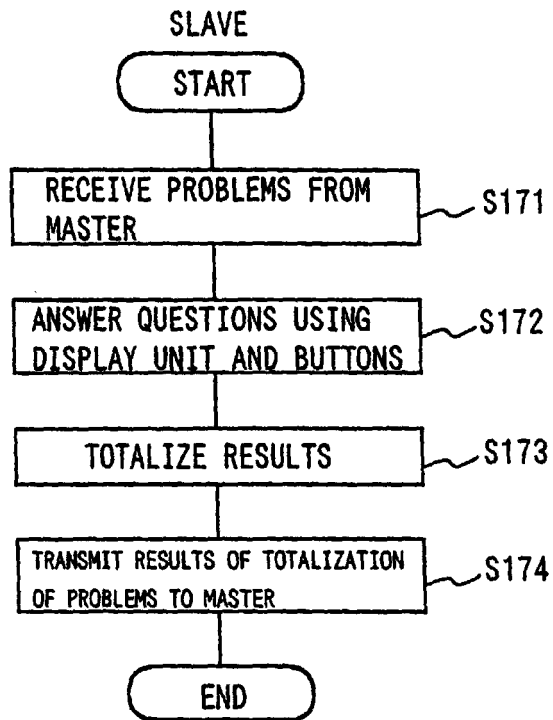 SLAVE
START
RECEIVE PROBLEMS FROM
MASTER
S171
ANSWER QUESTIONS USING
DISPLAY UNIT AND BUTTONS
S172
TOTALIZE RESULTS
S173
TRANSMIT RESULTS OF TOTALIZATION
OF PROBLEMS TO MASTER
S174
END